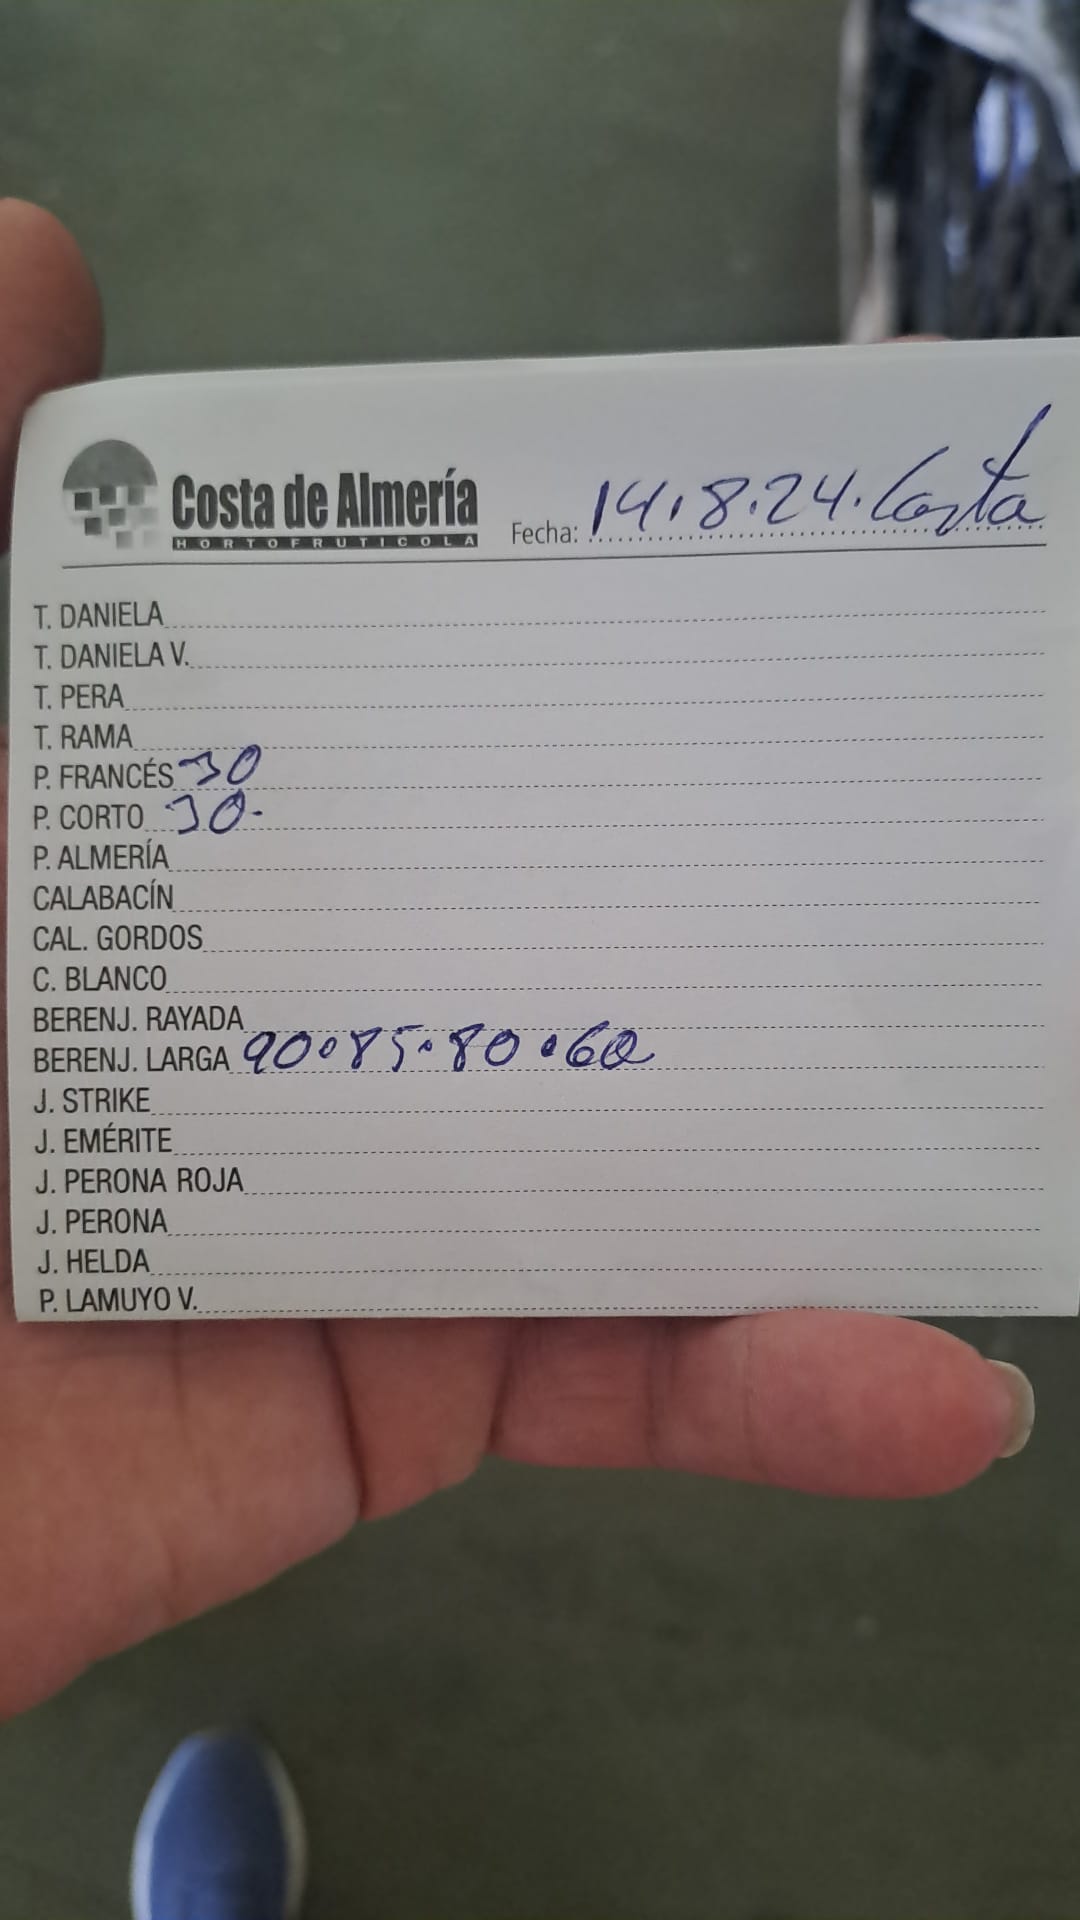 Costa de Almería
HORTOFRUTICOLA
Fecha: 14.8.24. Costa
T. DANIELA
T. DANIELA V.
T. PERA
T. RAMA
P. FRANCÉS 30
P. CORTO 30.
P. ALMERÍA
CALABACÍN
CAL. GORDOS
C. BLANCO
BERENJ. RAYADA
BERENJ. LARGA 90.85.80.60
J. STRIKE
J. EMÉRITE
J. PERONA ROJA
J. PERONA
J. HELDA
P. LAMUYO V.